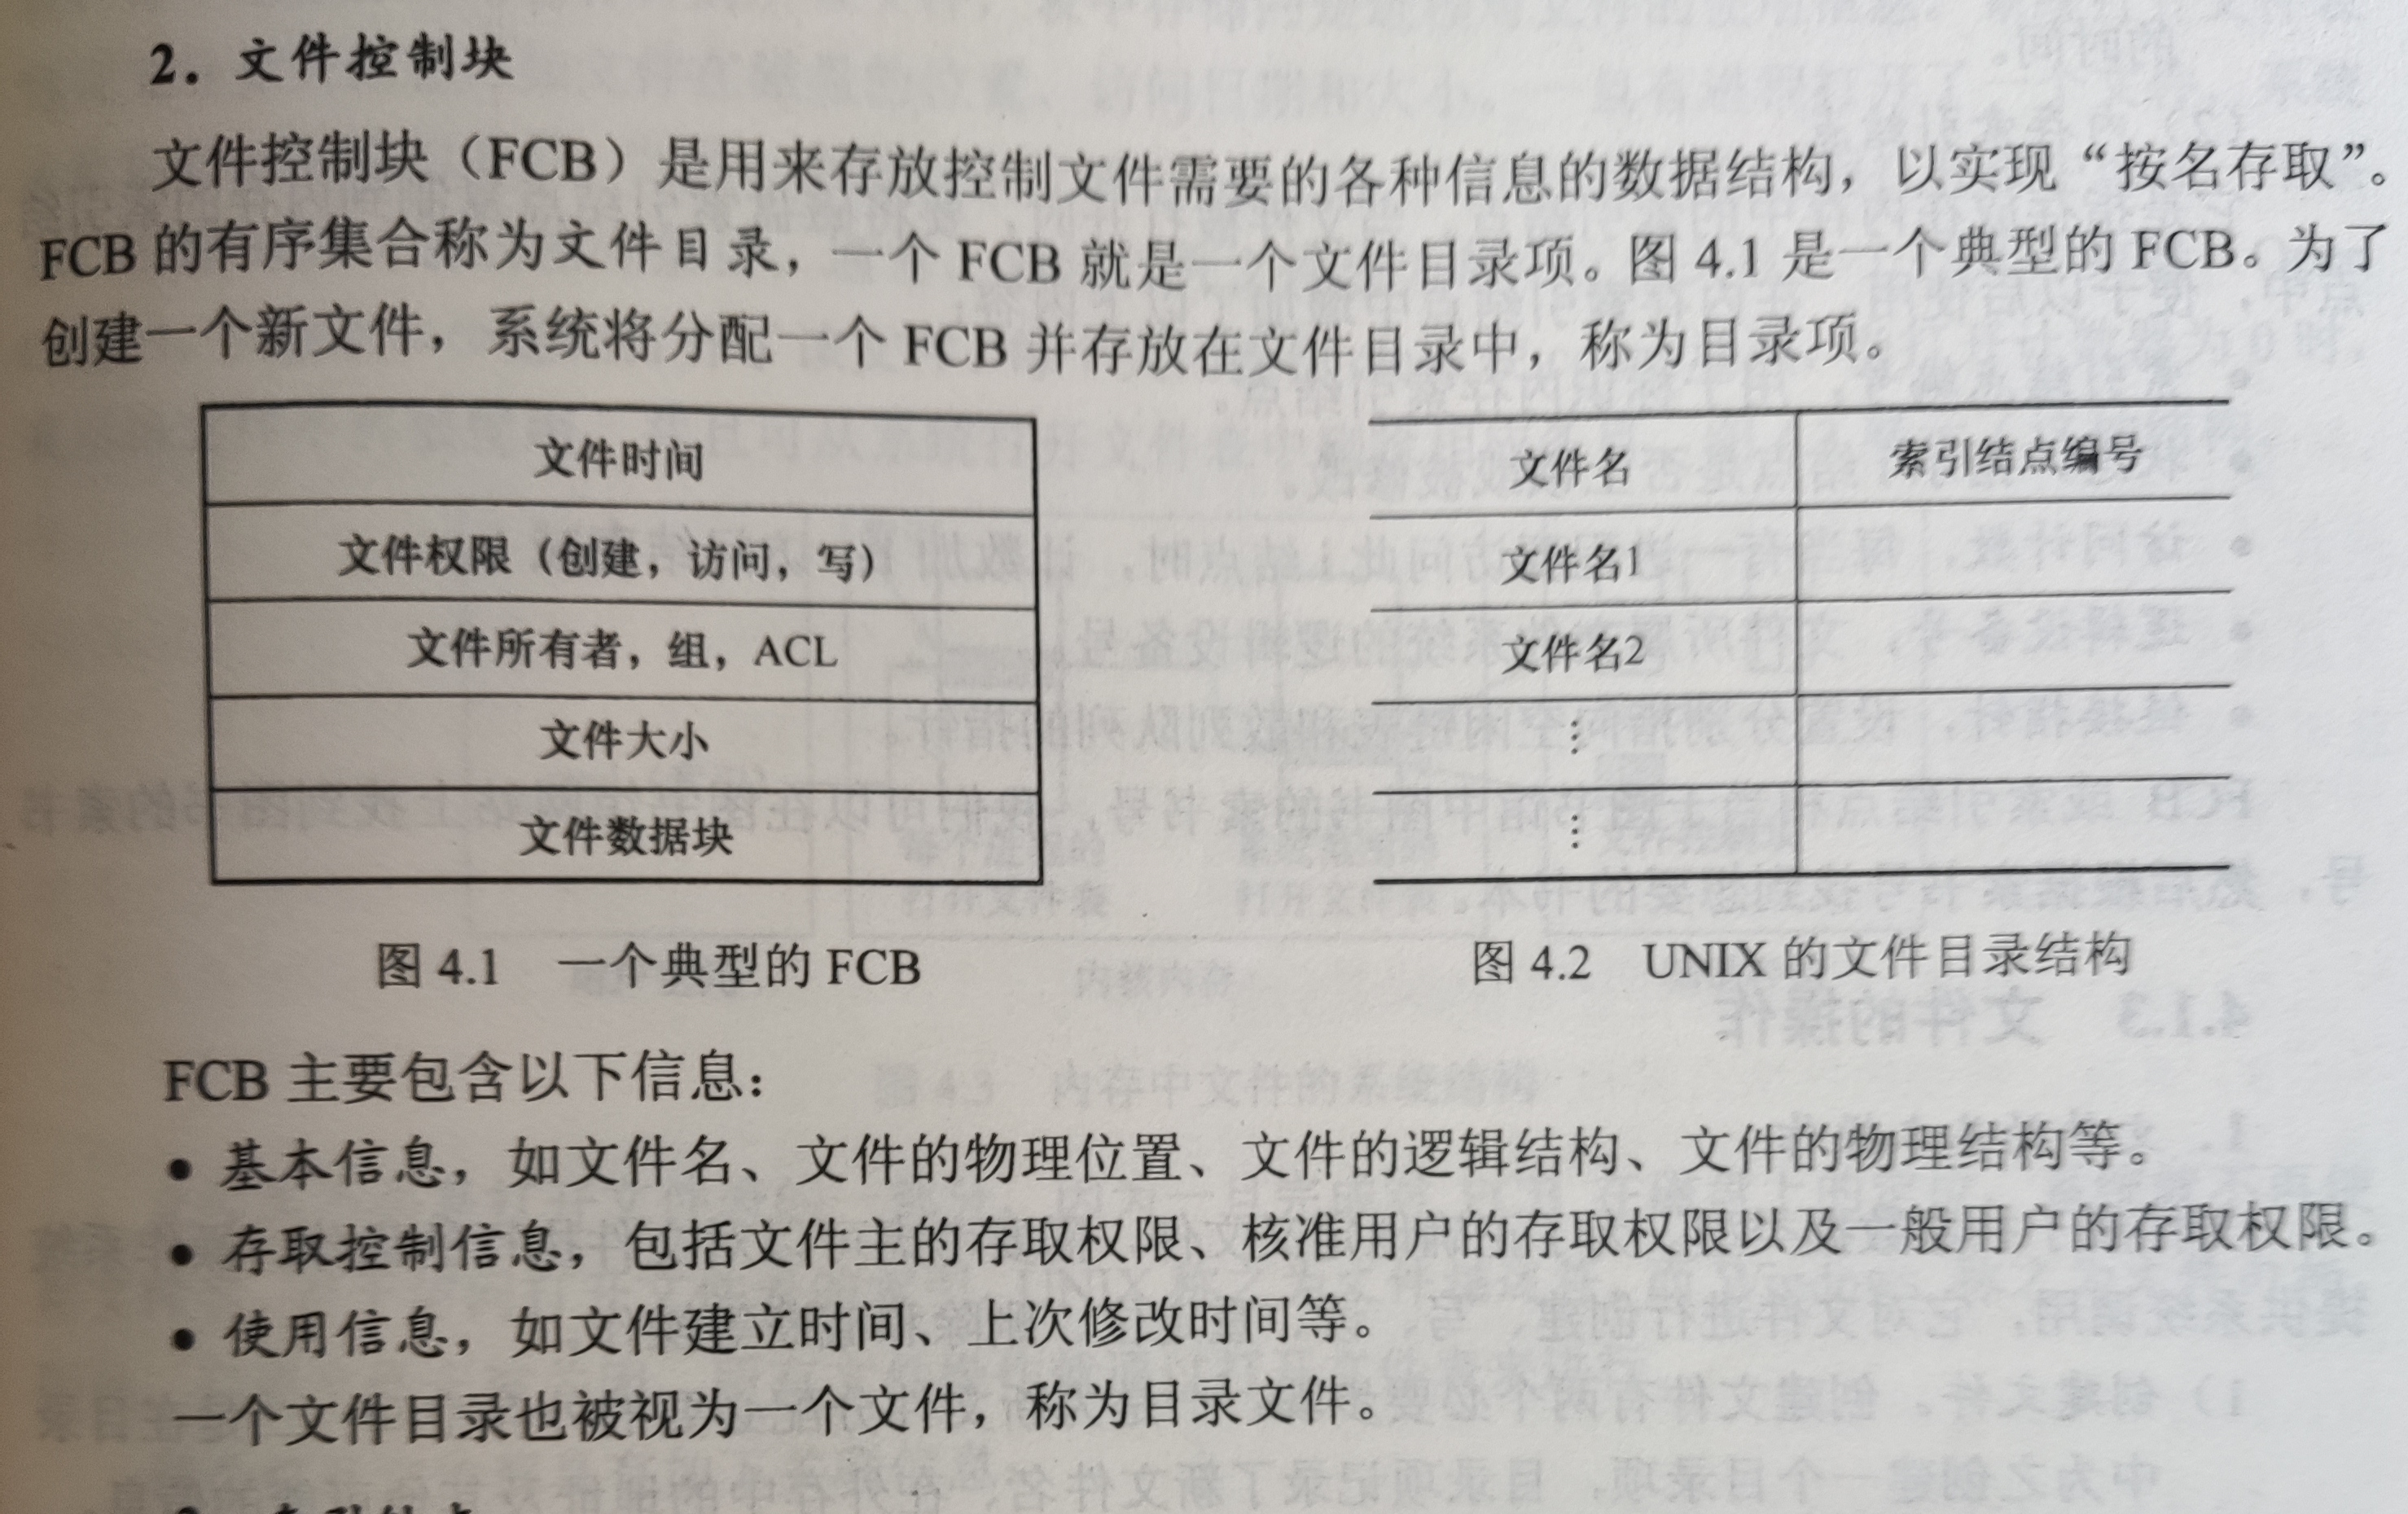 2. 文件控制块
文件控制块（FCB）是用来存放控制文件需要的各种信息的数据结构，以实现“按名存取”。
FCB 的有序集合称为文件目录，一个 FCB 就是一个文件目录项。图 4.1 是一个典型的 FCB。为了
创建一个新文件，系统将分配一个 FCB 并存放在文件目录中，称为目录项。
文件时间
文件权限（创建，访问，写）
文件所有者，组，ACL
文件大小
文件数据块
图 4.1 一个典型的 FCB
文件名 索引结点编号
文件名1
文件名2
⋮
⋮
图 4.2 UNIX 的文件目录结构
FCB 主要包含以下信息：
• 基本信息，如文件名、文件的物理位置、文件的逻辑结构、文件的物理结构等。
• 存取控制信息，包括文件主的存取权限、核准用户的存取权限以及一般用户的存取权限。
• 使用信息，如文件建立时间、上次修改时间等。
一个文件目录也被视为一个文件，称为目录文件。